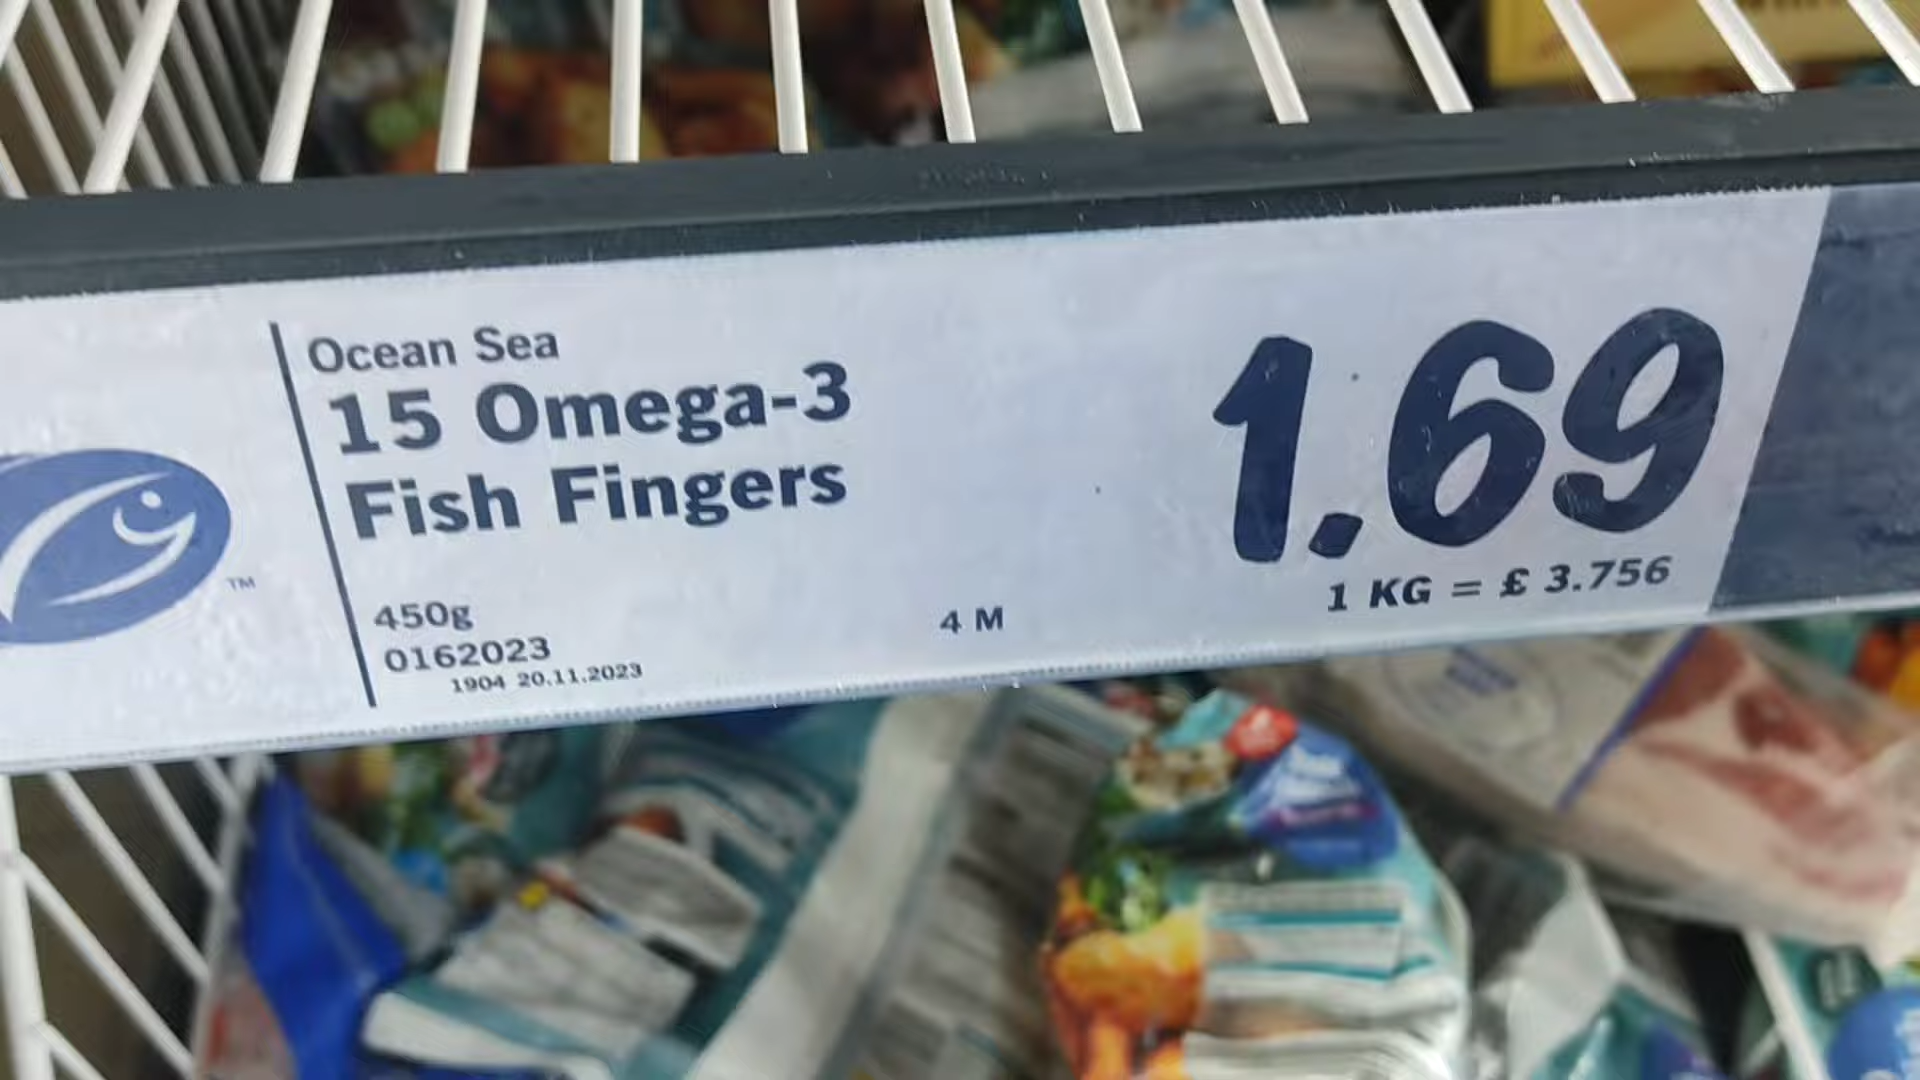 Ocean Sea
15 Omega-3
Fish Fingers
450g
0162023
1904 20.11.2023
4 M
1.69
1 KG = £ 3.756
TM